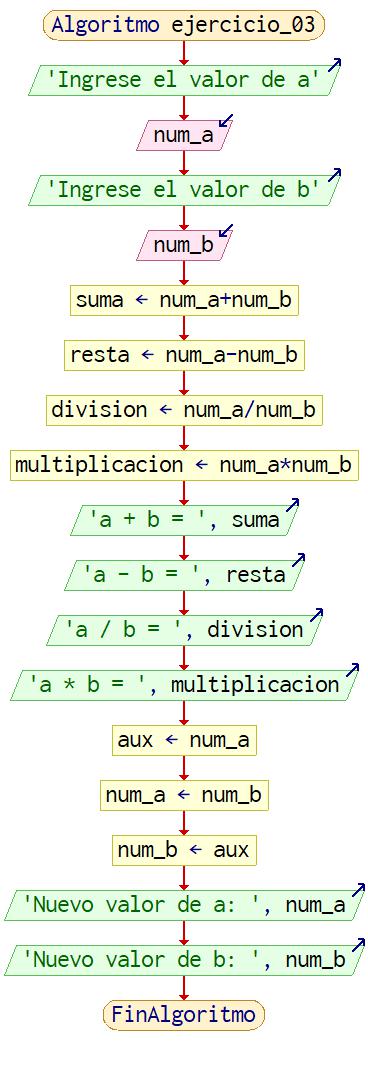 Algoritmo ejercicio_03
'Ingrese el valor de a'
num_a
'Ingrese el valor de b'
num_b
suma ← num_a+num_b
resta ← num_a-num_b
division ← num_a/num_b
multiplicacion ← num_a*num_b
'a + b = ', suma
'a - b = ', resta
'a / b = ', division
'a * b = ', multiplicacion
aux ← num_a
num_a ← num_b
num_b ← aux
'Nuevo valor de a: ', num_a
'Nuevo valor de b: ', num_b
FinAlgoritmo